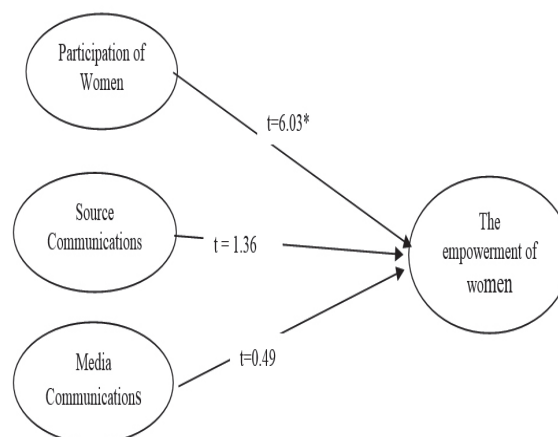 Participation of
Women
t=6.03*
Source
Communications
t = 1.36
The
empowerment of
women
Media
Communications
t=0.49